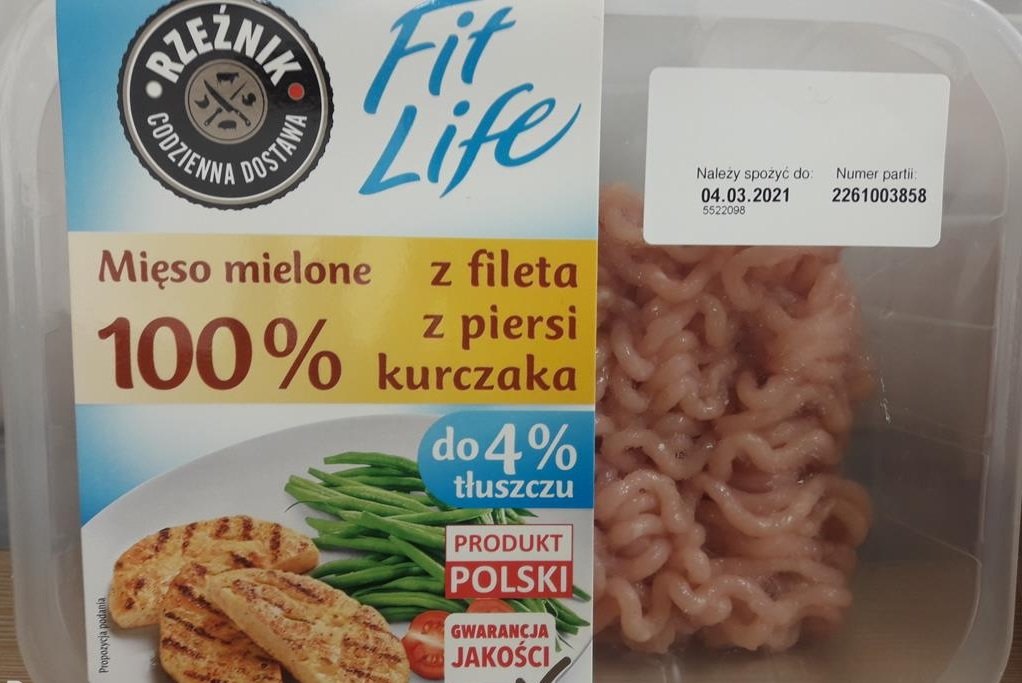 RZEŹNIK
CODZIENNA DOSTAWA
Fit
Life
Należy spożyć do: Numer partii:
04.03.2021 2261003858
5522098
Mięso mielone z fileta
100% z piersi
kurczaka
do 4%
tłuszczu
PRODUKT
POLSKI
GWARANCJA
JAKOŚCI
Propozycja podania